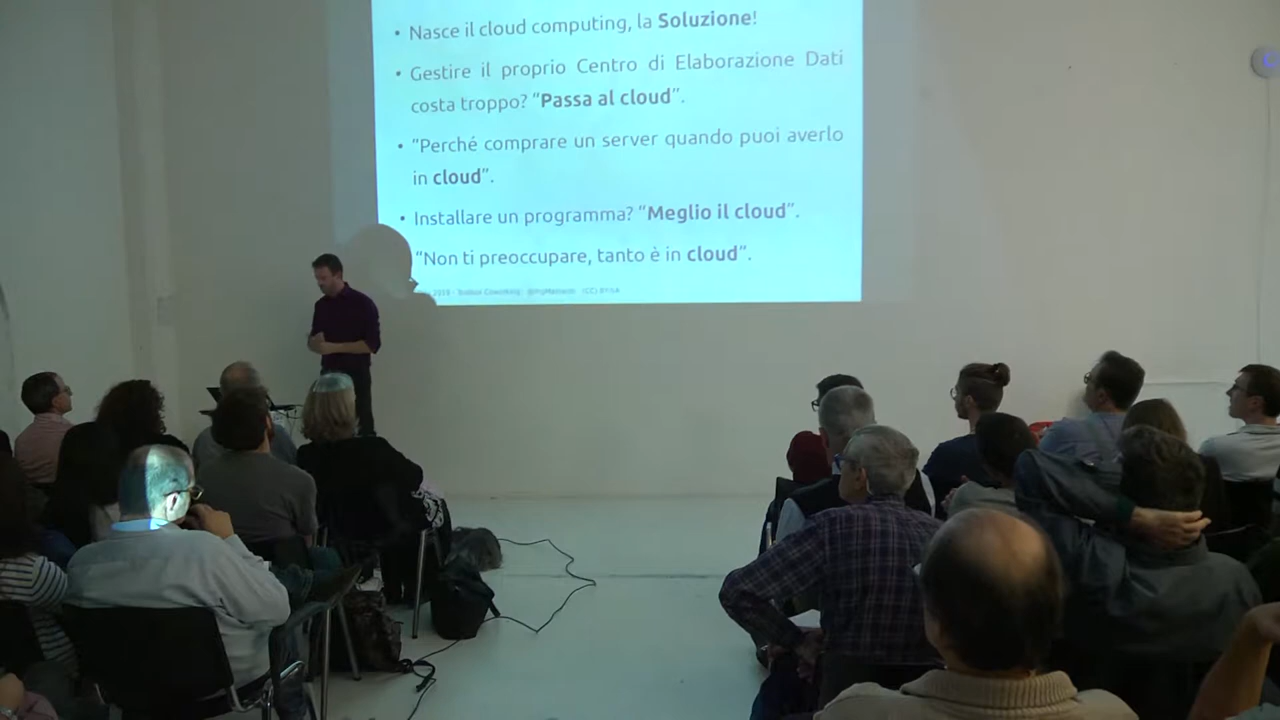 • Nasce il cloud computing, la Soluzione!
• Gestire il proprio Centro di Elaborazione Dati
costa troppo? “Passa al cloud”.
• “Perché comprare un server quando puoi averlo
in cloud”.
• Installare un programma? “Meglio il cloud”.
“Non ti preoccupare, tanto è in cloud”.